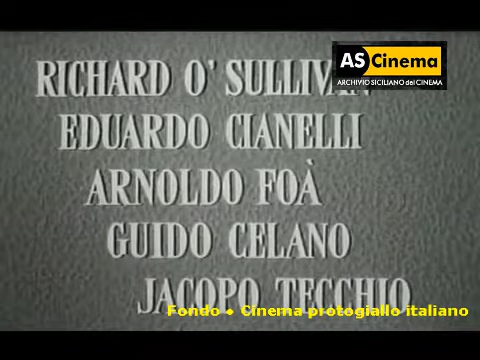 AS Cinema
ARCHIVIO SICILIANO del CINEMA
RICHARD O' SULLIVAN
EDUARDO CIANELLI
ARNOLDO FOÀ
GUIDO CELANO
JACOPO TECCHIO
Fondo • Cinema protogiallo italiano